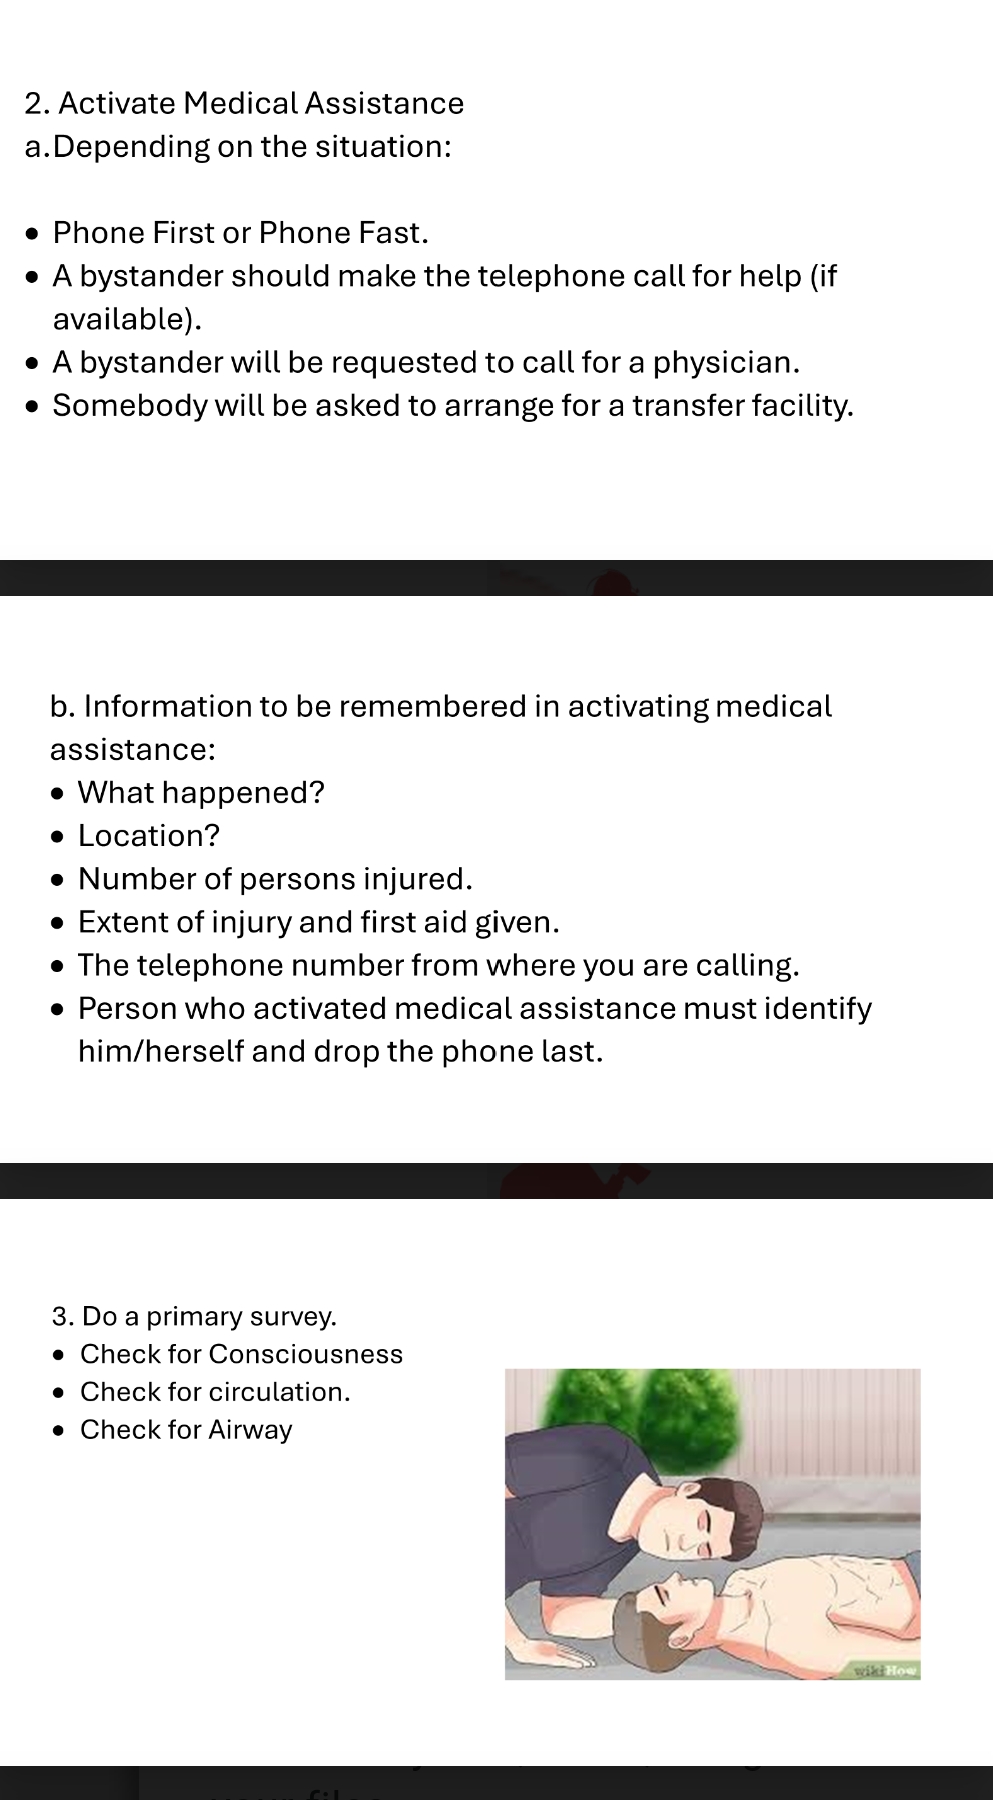 2. Activate Medical Assistance
a.Depending on the situation:
• Phone First or Phone Fast.
• A bystander should make the telephone call for help (if
available).
• A bystander will be requested to call for a physician.
• Somebody will be asked to arrange for a transfer facility.
b. Information to be remembered in activating medical
assistance:
• What happened?
• Location?
• Number of persons injured.
• Extent of injury and first aid given.
• The telephone number from where you are calling.
• Person who activated medical assistance must identify
him/herself and drop the phone last.
3. Do a primary survey.
• Check for Consciousness
• Check for circulation.
• Check for Airway
wikiHow